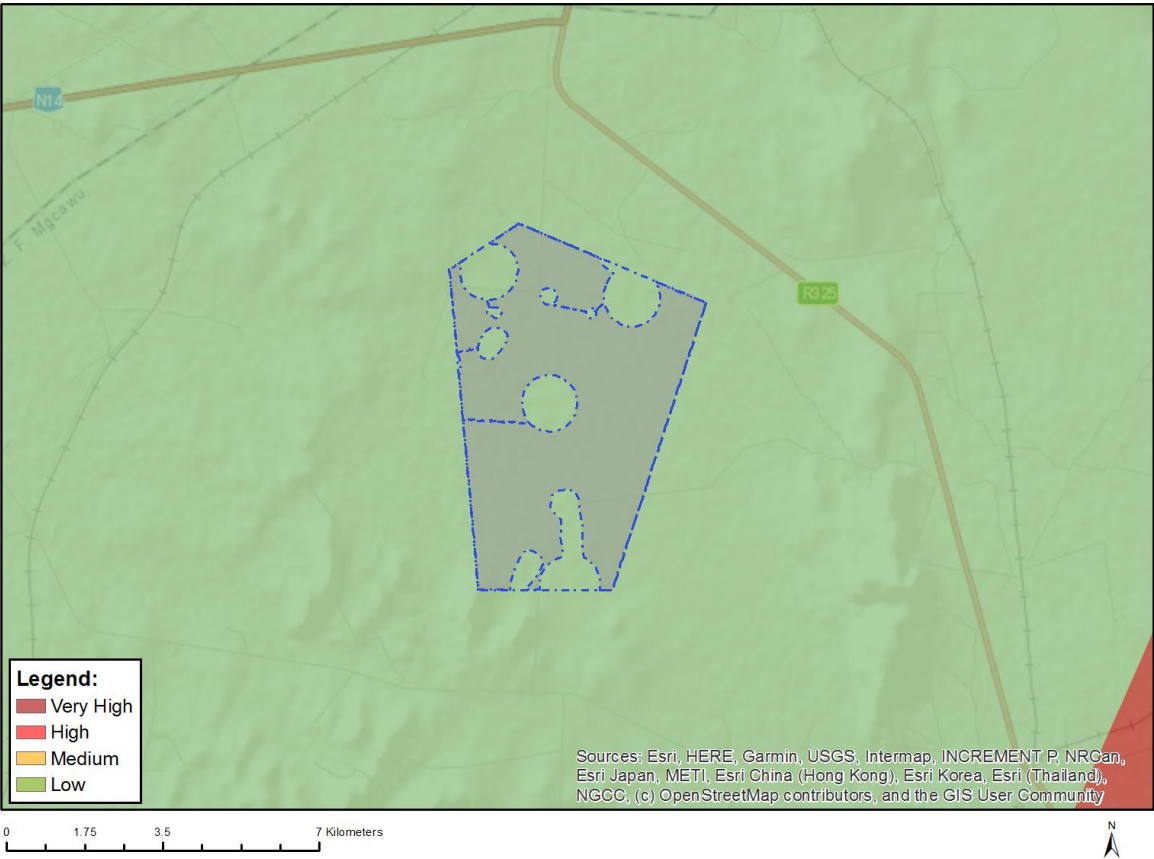 N14
Z. F. Mgcawu
R325
Legend:
Very High
High
Medium
Low
Sources: Esri, HERE, Garmin, USGS, Intermap, INCREMENT P, NRCan,
Esri Japan, METI, Esri China (Hong Kong), Esri Korea, Esri (Thailand),
NGCC, (c) OpenStreetMap contributors, and the GIS User Community
0 1.75 3.5 7 Kilometers
N